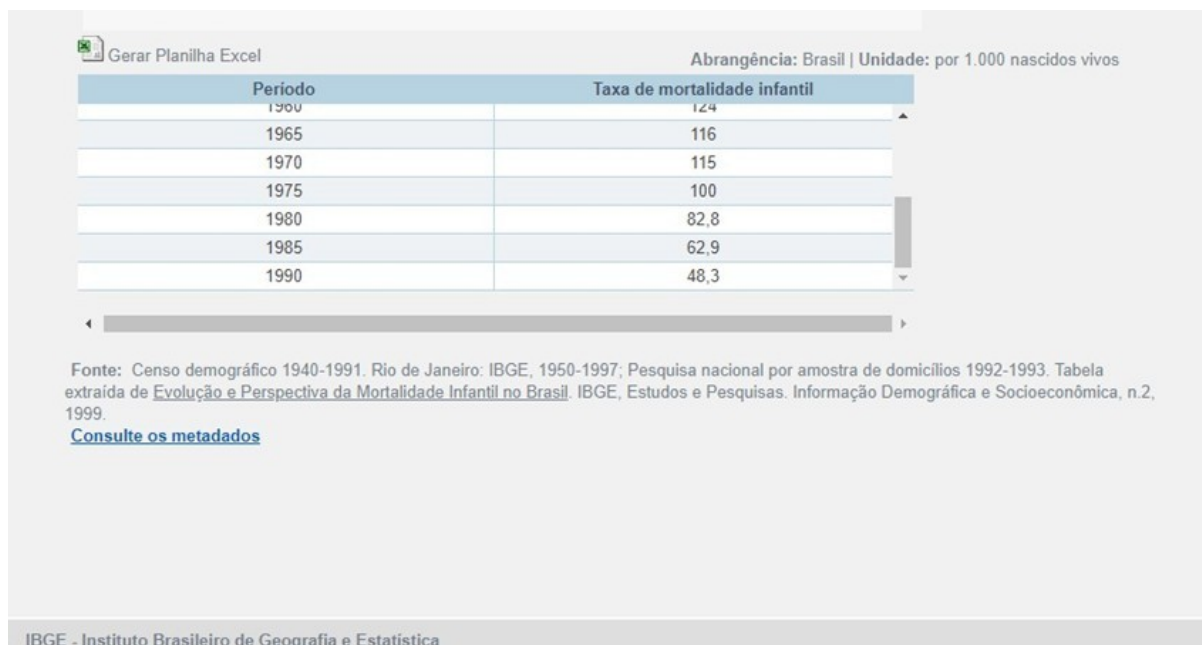 Gerar Planilha Excel
Abrangência: Brasil | Unidade: por 1.000 nascidos vivos
Período Taxa de mortalidade infantil
1960 124
1965 116
1970 115
1975 100
1980 82,8
1985 62,9
1990 48,3
Fonte: Censo demográfico 1940-1991. Rio de Janeiro: IBGE, 1950-1997; Pesquisa nacional por amostra de domicílios 1992-1993. Tabela
extraída de Evolução e Perspectiva da Mortalidade Infantil no Brasil. IBGE, Estudos e Pesquisas. Informação Demográfica e Socioeconômica, n.2,
1999.
Consulte os metadados
IBGE - Instituto Brasileiro de Geografia e Estatística